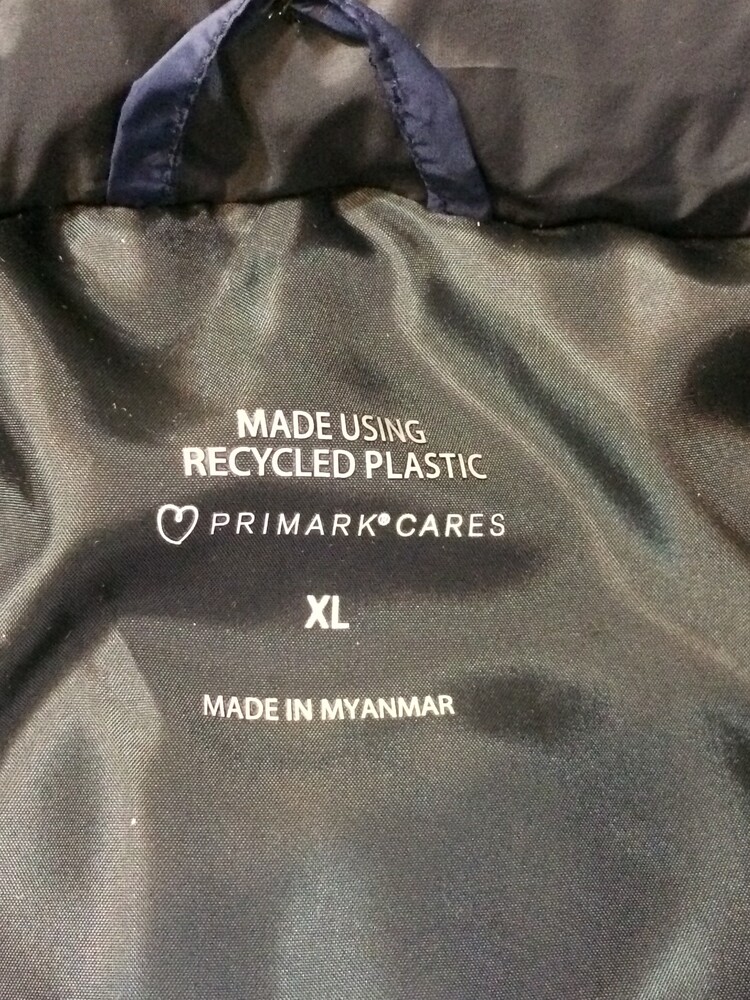 MADE USING
RECYCLED PLASTIC
PRIMARK® CARES
XL
MADE IN MYANMAR